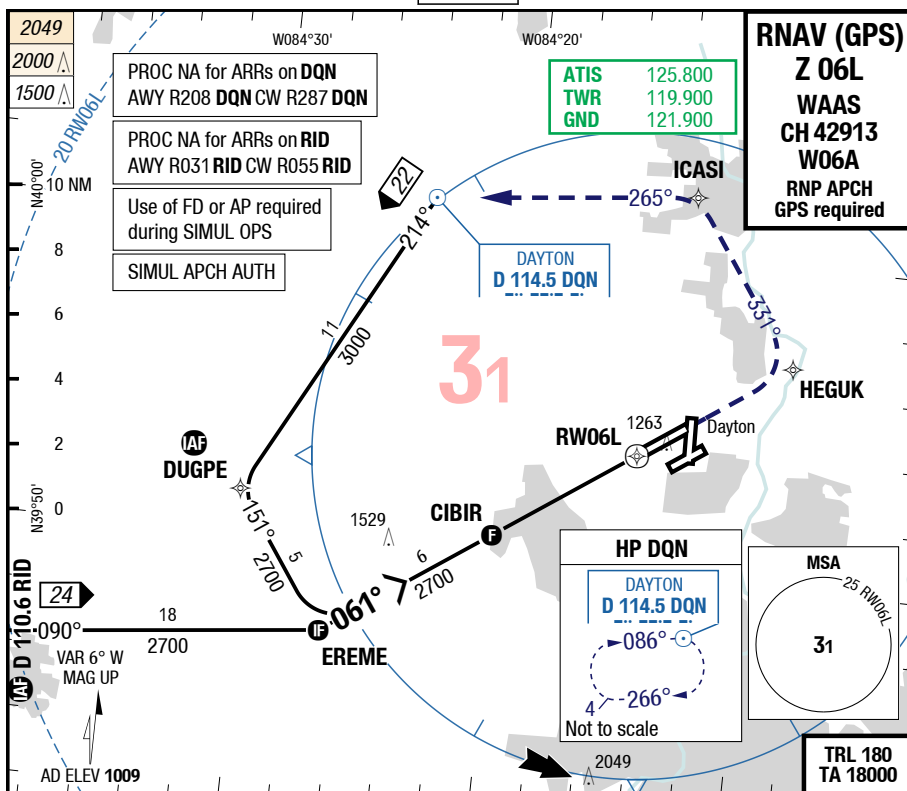 2049
2000
1500
20 RW06L
W084°30'
W084°20'
PROC NA for ARRs on DQN
AWY R208 DQN CW R287 DQN
PROC NA for ARRs on RID
AWY R031 RID CW R055 RID
Use of FD or AP required
during SIMUL OPS
SIMUL APCH AUTH
ATIS 125.800
TWR 119.900
GND 121.900
RNAV (GPS)
Z 06L
WAAS
CH 42913
W06A
RNP APCH
GPS required
N40°00'
10 NM
8
6
4
2
0
N39°50'
22
214°
265°
ICASI
DAYTON
D 114.5 DQN
331°
11
3000
31
HEGUK
1263
Dayton
RW06L
IAF
DUGPE
151°
5
2700
1529
CIBIR
F
6
2700
061°
IF
EREME
24
090°
18
2700
D 110.6 RID
IAF
VAR 6° W
MAG UP
AD ELEV 1009
HP DQN
DAYTON
D 114.5 DQN
086°
266°
4
Not to scale
MSA
25 RW06L
31
2049
TRL 180
TA 18000